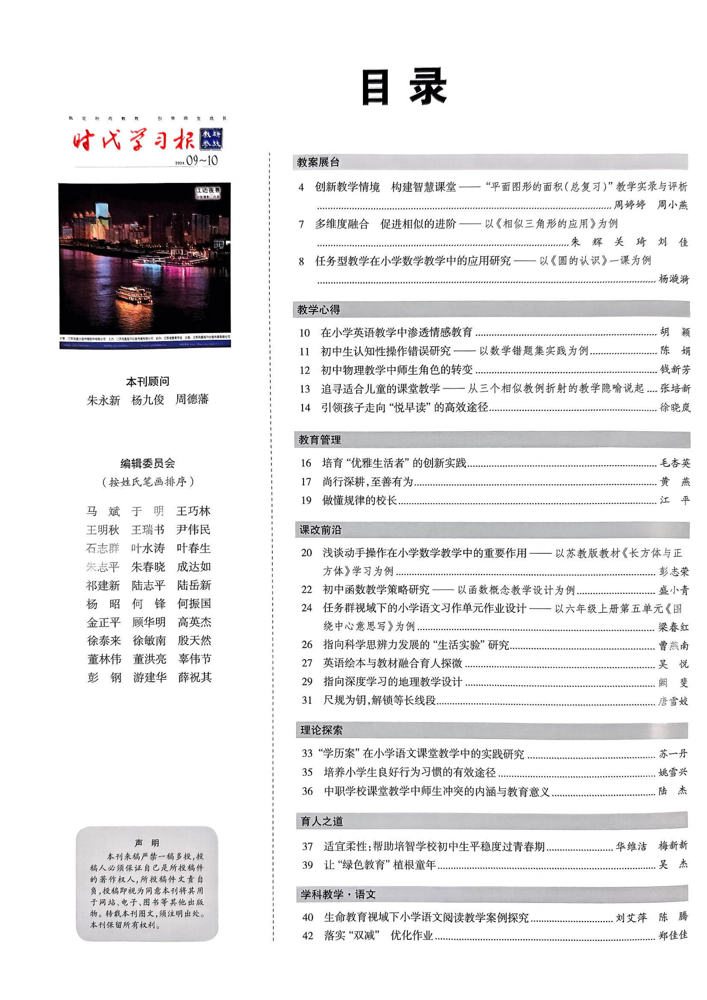 目录
时代学习报 教研
2024 09~10
江边夜景
本刊顾问
朱永新 杨九俊 周德藩
编辑委员会
（按姓氏笔画排序）
马 斌 于 明 王巧林
王明秋 王瑞书 尹伟民
石志群 叶水涛 叶春生
朱志平 朱春晓 成达如
祁建新 陆志平 陆岳新
杨 昭 何 锋 何振国
金正平 顾华明 高英杰
徐泰来 徐敏南 殷天然
董林伟 董洪亮 辜伟节
彭 钢 游建华 薛祝其
声 明
本刊来稿严禁一稿多投，投
稿人必须保证自己是所投稿件
的著作权人，所投稿件文责自
负，投稿即视为同意本刊将其用
于网站、电子、图书等其他出版
物。转载本刊图文，须注明出处。
本刊保留所有权利。
教案展台
4 创新教学情境 构建智慧课堂——“平面图形的面积（总复习）”教学实录与评析
周婷婷 周小燕
7 多维度融合 促进相似的进阶——以《相似三角形的应用》为例
朱 辉 关 琦 刘 佳
8 任务型教学在小学数学教学中的应用研究——以《圆的认识》一课为例
杨漩漪
教学心得
10 在小学英语教学中渗透情感教育 胡 颖
11 初中生认知性操作错误研究——以数学错题集实践为例 陈 娟
12 初中物理教学中师生角色的转变 钱新芳
13 追寻适合儿童的课堂教学——从三个相似教例折射的教学隐喻说起 张培新
14 引领孩子走向“悦早读”的高效途径 徐晓岚
教育管理
16 培育“优雅生活者”的创新实践 毛杏英
17 尚行深耕，至善有为 黄 燕
19 做懂规律的校长 江 平
课改前沿
20 浅谈动手操作在小学数学教学中的重要作用——以苏教版教材《长方体与正
方体》学习为例 彭志荣
22 初中函数教学策略研究——以函数概念教学设计为例 盛小青
24 任务群视域下的小学语文习作单元作业设计——以六年级上册第五单元《围
绕中心意思写》为例 梁春红
26 指向科学思辨力发展的“生活实验”研究 曹燕南
27 英语绘本与教材融合育人探微 吴 悦
29 指向深度学习的地理教学设计 阙 斐
31 尺规为钥，解锁等长线段 唐雪姣
理论探索
33 “学历案”在小学语文课堂教学中的实践研究 苏一丹
35 培养小学生良好行为习惯的有效途径 姚雪兴
36 中职学校课堂教学中师生冲突的内涵与教育意义 陆 杰
育人之道
37 适宜柔性：帮助培智学校初中生平稳度过青春期 华维洁 梅新新
39 让“绿色教育”植根童年 吴 杰
学科教学·语文
40 生命教育视域下小学语文阅读教学案例探究 刘艾萍 陈 腾
42 落实“双减” 优化作业 郑佳佳